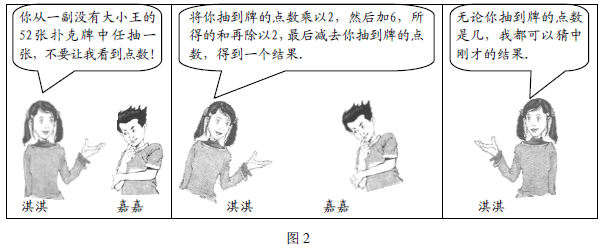 你从一副没有大小王的
52张扑克牌中任抽一
张，不要让我看到点数！
将你抽到牌的点数乘以2，然后加6，所
得的和再除以2，最后减去你抽到牌的点
数，得到一个结果．
无论你抽到牌的点数
是几，我都可以猜中
刚才的结果．
淇淇
嘉嘉
淇淇
嘉嘉
淇淇
图2